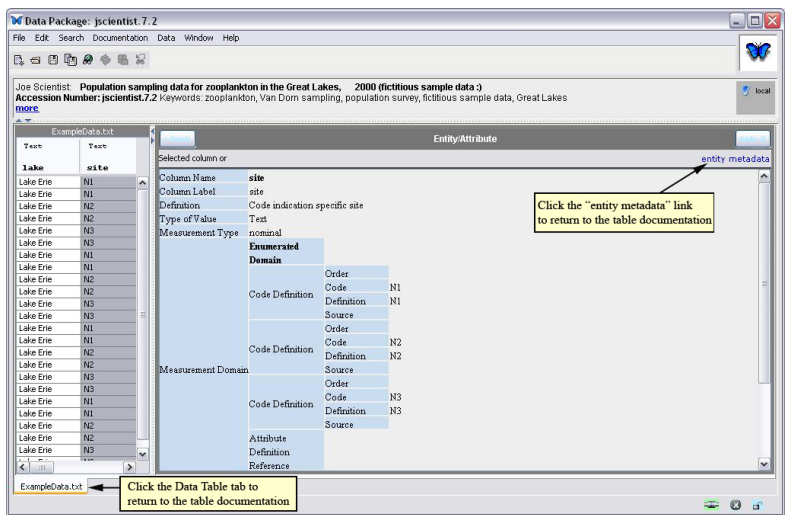 Data Package: jscientist.7.2
File Edit Search Documentation Data Window Help
Joe Scientist: Population sampling data for zooplankton in the Great Lakes, 2000 (fictitious sample data :)
Accession Number: jscientist.7.2 Keywords: zooplankton, Van Dorn sampling, population survey, fictitious sample data, Great Lakes
more
local
ExampleData.txt
Text Text
lake site
Lake Erie N1
Lake Erie N1
Lake Erie N2
Lake Erie N2
Lake Erie N3
Lake Erie N3
Lake Erie N1
Lake Erie N1
Lake Erie N2
Lake Erie N2
Lake Erie N3
Lake Erie N3
Lake Erie N1
Lake Erie N1
Lake Erie N2
Lake Erie N2
Lake Erie N3
Lake Erie N3
Lake Erie N1
Lake Erie N1
Lake Erie N2
Lake Erie N2
Lake Erie N3
Entity/Attribute
Selected column or
entity metadata
Column Name site
Column Label site
Definition Code indication specific site
Type of Value Text
Measurement Type nominal
Measurement Domain
Enumerated
Domain
Code Definition
Order
Code N1
Definition N1
Source
Code Definition
Order
Code N2
Definition N2
Source
Code Definition
Order
Code N3
Definition N3
Source
Attribute
Definition
Reference
Click the “entity metadata” link
to return to the table documentation
ExampleData.txt
Click the Data Table tab to
return to the table documentation